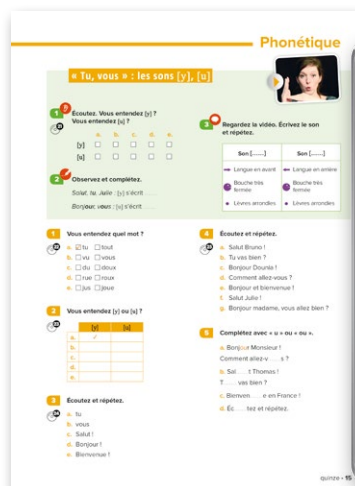 Phonétique
« Tu, vous » : les sons [y], [u]
1 Écoutez. Vous entendez [y] ?
Vous entendez [u] ?
a. b. c. d. e.
[y]
[u]
2 Observez et complétez.
Salut, tu, Julie : [y] s'écrit ......
Bonjour, vous : [u] s'écrit ......
3 Regardez la vidéo. Écrivez le son
et répétez.
Son [.......] Son [.......]
Langue en avant Langue en arrière
Bouche très fermée Bouche très fermée
Lèvres arrondies Lèvres arrondies
1 Vous entendez quel mot ?
a. tu tout
b. vu vous
c. du doux
d. rue roux
e. jus joue
2 Vous entendez [y] ou [u] ?
[y] [u]
a. ✓
b.
c.
d.
e.
3 Écoutez et répétez.
a. tu
b. vous
c. Salut !
d. Bonjour !
e. Bienvenue !
4 Écoutez et répétez.
a. Salut Bruno !
b. Tu vas bien ?
c. Bonjour Dounia !
d. Comment allez-vous ?
e. Bonjour et bienvenue !
f. Salut Julie !
g. Bonjour madame, vous allez bien ?
5 Complétez avec « u » ou « ou ».
a. Bonjour Monsieur !
Comment allez-v ..... s ?
b. Sal ..... t Thomas !
T ..... vas bien ?
c. Bienven ..... e en France !
d. Éc ..... tez et répétez.
quinze • 15